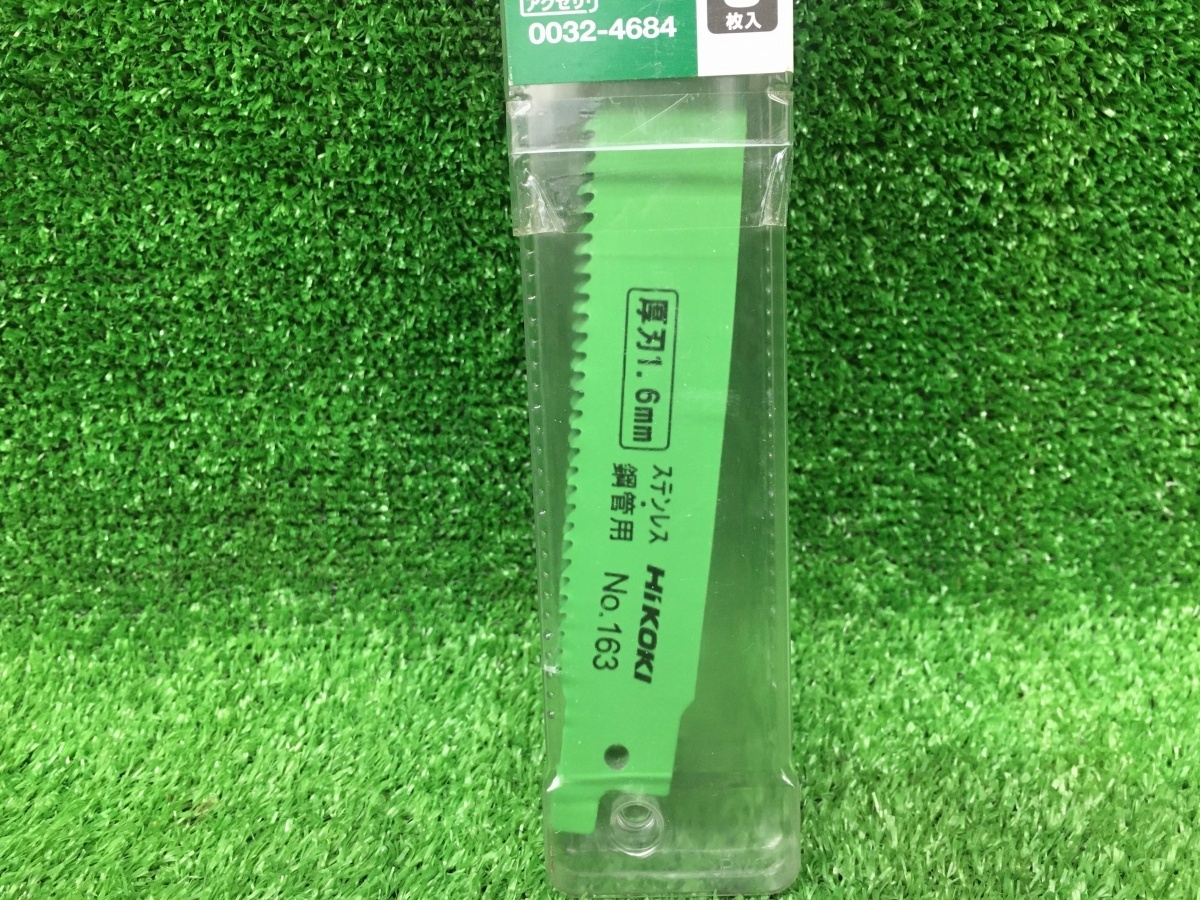 アクセサリ
0032-4684
枚入
厚刃1.6mm
ステンレス
鋼管用
HiKOKI
No.163